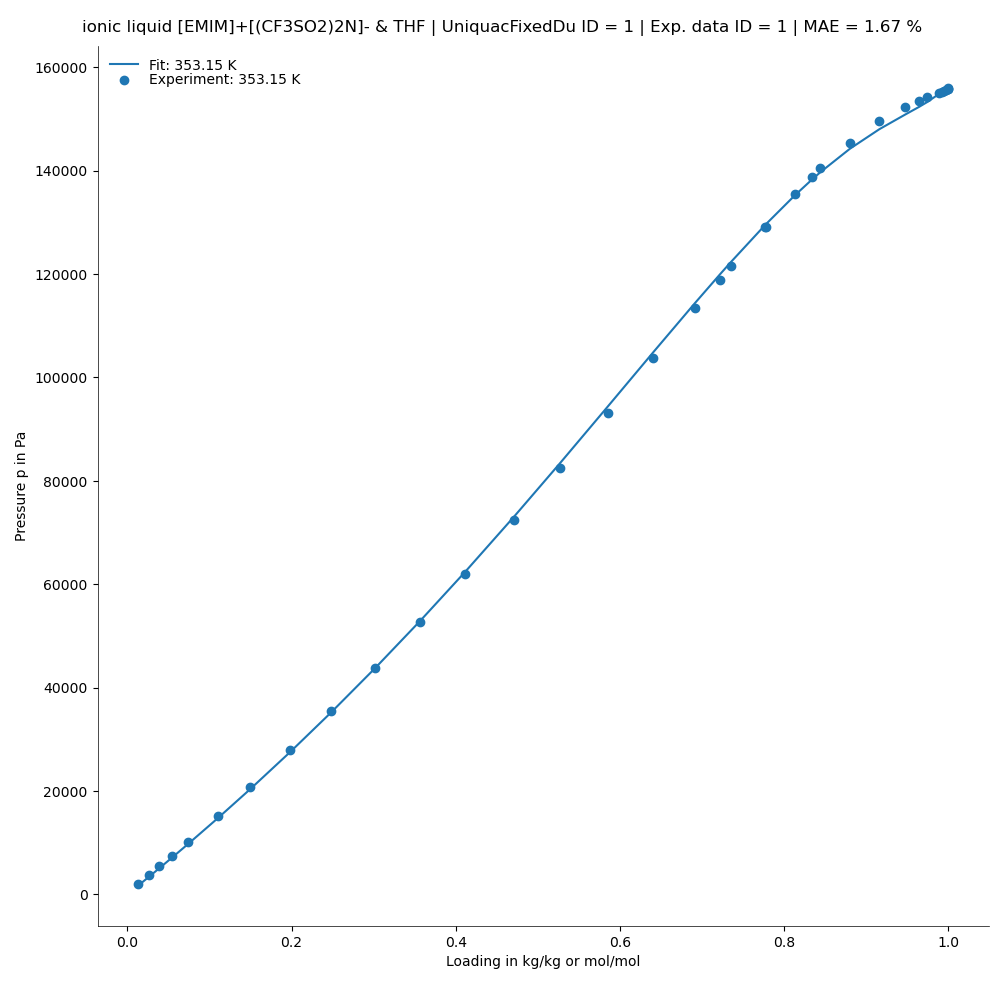 ionic liquid [EMIM]+[(CF3SO2)2N]- & THF | UniquacFixedDu ID = 1 | Exp. data ID = 1 | MAE = 1.67 %
Fit: 353.15 K
Experiment: 353.15 K
160000
140000
120000
100000
80000
60000
40000
20000
0
Pressure p in Pa
0.0 0.2 0.4 0.6 0.8 1.0
Loading in kg/kg or mol/mol